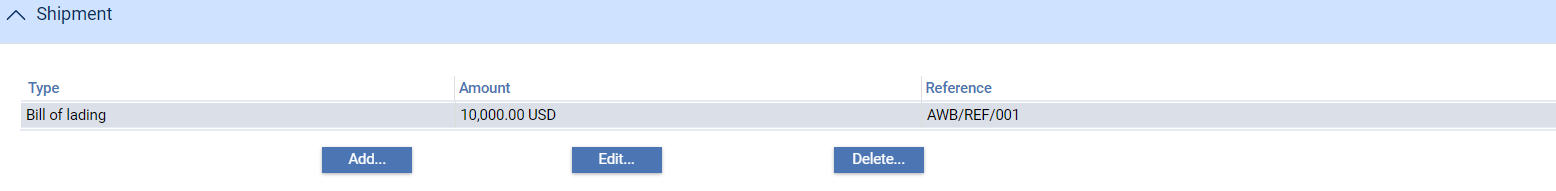 Shipment
Type Amount Reference
Bill of lading 10,000.00 USD AWB/REF/001
Add... Edit... Delete...